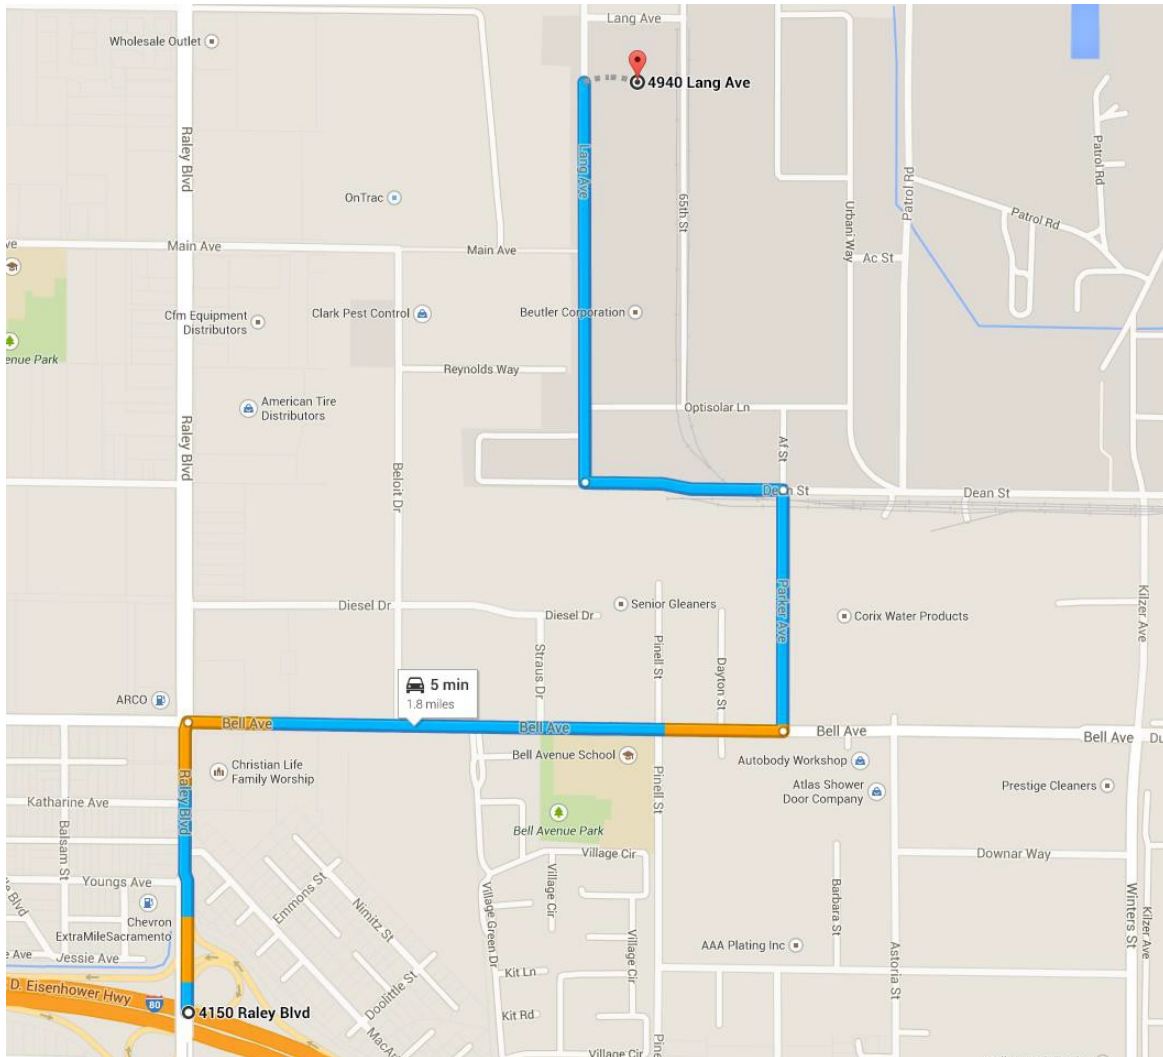 Lang Ave
Wholesale Outlet
4940 Lang Ave
Raley Blvd
Lang Ave
65th St
Patrol Rd
Patrol Rd
Patrol Rd
OnTrac
Urbani Way
Main Ave
Main Ave
Ac St
Cfm Equipment
Distributors
Clark Pest Control
Beutler Corporation
enue Park
Reynolds Way
American Tire
Distributors
Optisolar Ln
Raley Blvd
Af St
Beloit Dr
Dean St
Dean St
Diesel Dr
Diesel Dr
Senior Gleaners
Parker Ave
Corix Water Products
Kilzer Ave
Straus Dr
Pinell St
Dayton St
5 min
1.8 miles
ARCO
Bell Ave
Bell Ave
Bell Ave
Bell Ave
Du
Bell Avenue School
Autobody Workshop
Christian Life
Family Worship
Atlas Shower
Door Company
Prestige Cleaners
Katharine Ave
Raley Blvd
Balsam St
Pinell St
Bell Avenue Park
Village Cir
Downar Way
Youngs Ave
Emmons St
Nimitz St
Village Cir
Village Green Dr
Barbara St
Winters St
Kilzer Ave
Chevron
ExtraMileSacramento
Jessie Ave
Village Cir
AAA Plating Inc
Astoria St
Doolittle St
Kit Ln
D. Eisenhower Hwy
80
4150 Raley Blvd
Kit Rd
MacAr
Village Cir
Pine